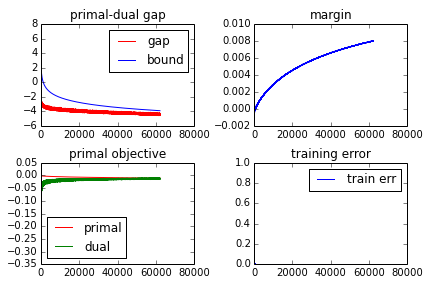 primal-dual gap
8
6
4
2
0
−2
−4
−6
0 20000 40000 60000 80000
gap
bound
margin
0.010
0.008
0.006
0.004
0.002
0.000
−0.002
0 20000 40000 60000 80000
primal objective
0.05
0.00
−0.05
−0.10
−0.15
−0.20
−0.25
−0.30
−0.35
0 20000 40000 60000 80000
primal
dual
training error
1.0
0.8
0.6
0.4
0.2
0.0
0 20000 40000 60000 80000
train err